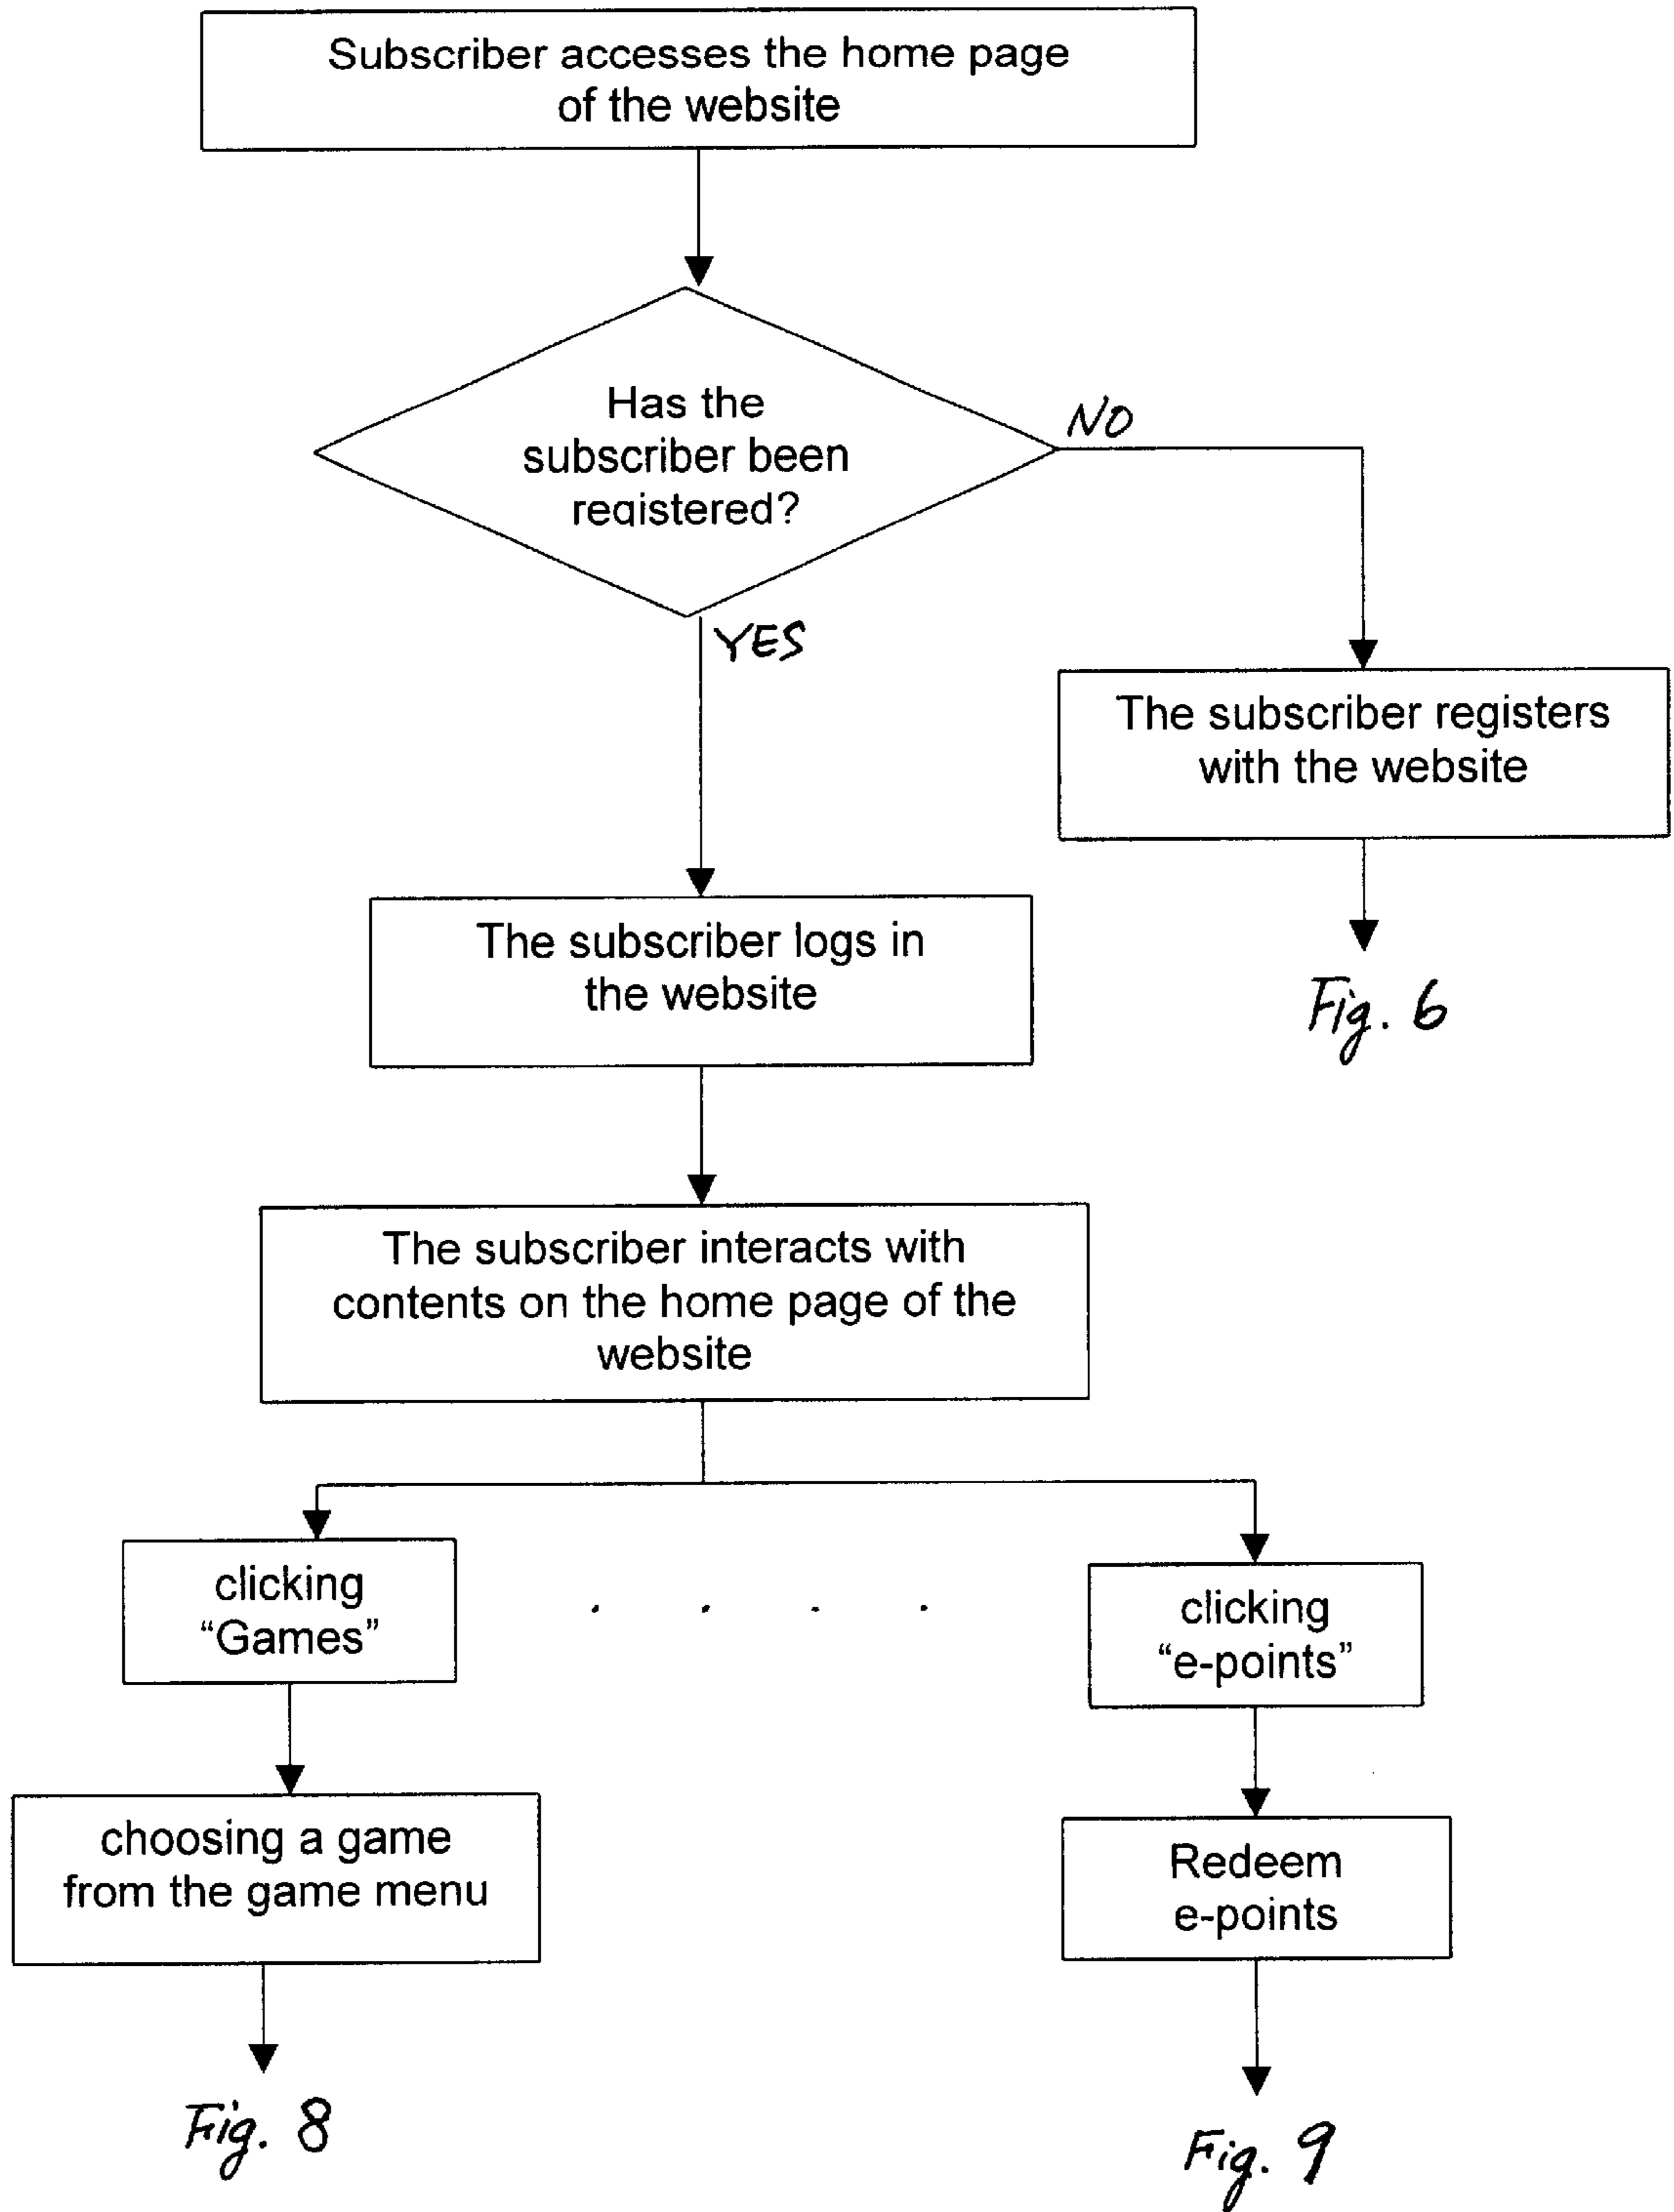 Subscriber accesses the home page
of the website
Has the
subscriber been
registered?
NO
YES
The subscriber registers
with the website
The subscriber logs in
the website
Fig. 6
The subscriber interacts with
contents on the home page of the
website
clicking
“Games”
clicking
“e-points”
choosing a game
from the game menu
Redeem
e-points
Fig. 8
Fig. 9